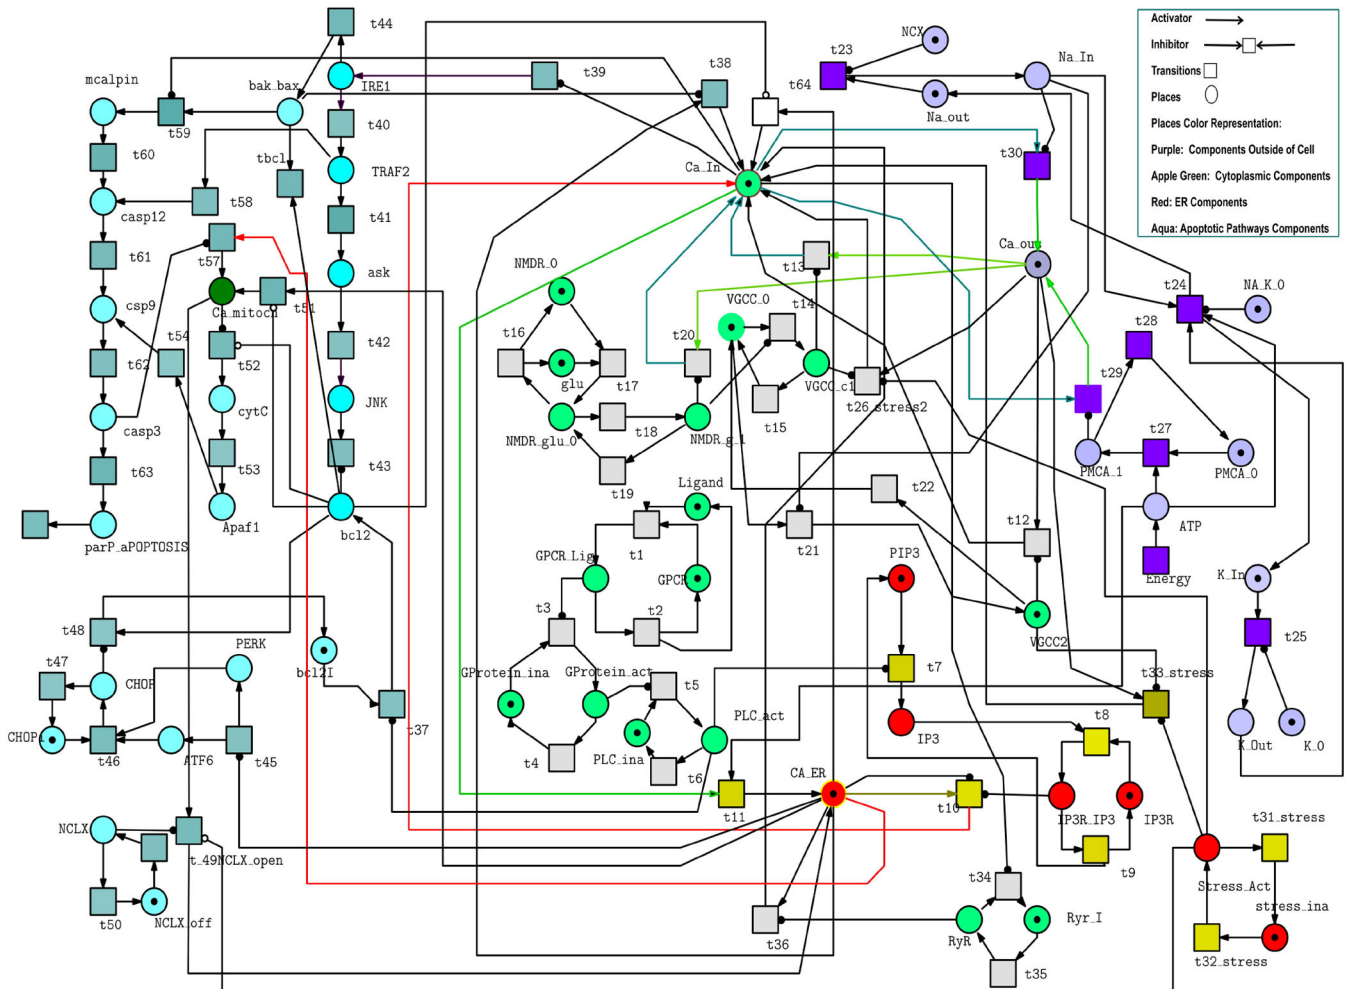 t44
NCX
t23
Na_In
Activator
Inhibitor
Transitions
Places
Places Color Representation:
Purple: Components Outside of Cell
Apple Green: Cytoplasmic Components
Red: ER Components
Aqua: Apoptotic Pathways Components
mcalpin
bak_bax
IRE1
t39
t38
t64
Na_out
t59
t40
t60
tbcl
TRAF2
Ca_In
t30
casp12
t58
t41
t61
t57
ask
NMDR_0
t13
Ca_out
t24
NA_K_0
csp9
Ca_mitoch
t51
VGCC_0
t14
t54
t16
t20
t28
t52
t42
glu
t17
t29
t62
VGCC_c1
t26_stress2
cytC
JNK
t15
casp3
NMDR_glu_0
t18
NMDR_g_1
t27
t53
t43
PMCA_1
PMCA_0
t63
t19
Ligand
t22
Apaf1
bcl2
t12
ATP
parP_aPOPTOSIS
t1
t21
GPCR_Lig
PIP3
Energy
K_In
GPCR
t3
t2
VGCC2
t48
t25
PERK
t47
bcl2I
GProtein_ina
GProtein_act
t7
t33_stress
CHOP
t5
PLC_act
t37
t8
CHOP1
t46
ATF6
t45
t4
PLC_ina
t6
IP3
K_Out
K_0
CA_ER
t10
t11
IP3R_IP3
IP3R
t31_stress
NCLX
t_49NCLX_open
t9
t34
Stress_Act
stress_ina
t50
NCLX_off
t36
RyR
Ryr_I
t32_stress
t35